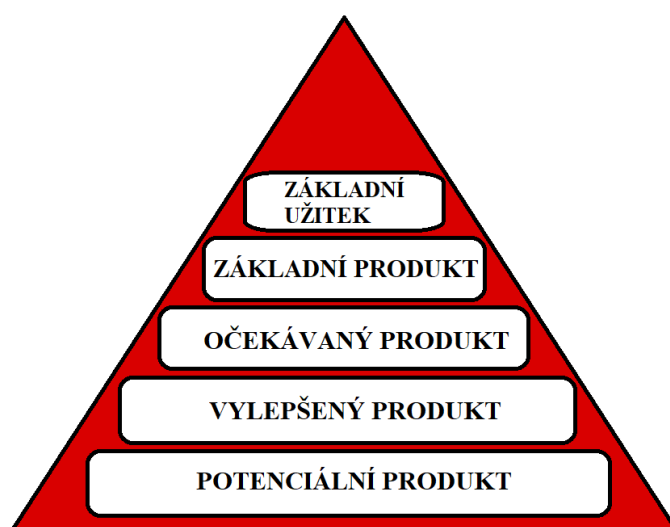 ZÁKLADNÍ
UŽITEK
ZÁKLADNÍ PRODUKT
OČEKÁVANÝ PRODUKT
VYLEPŠENÝ PRODUKT
POTENCIÁLNÍ PRODUKT